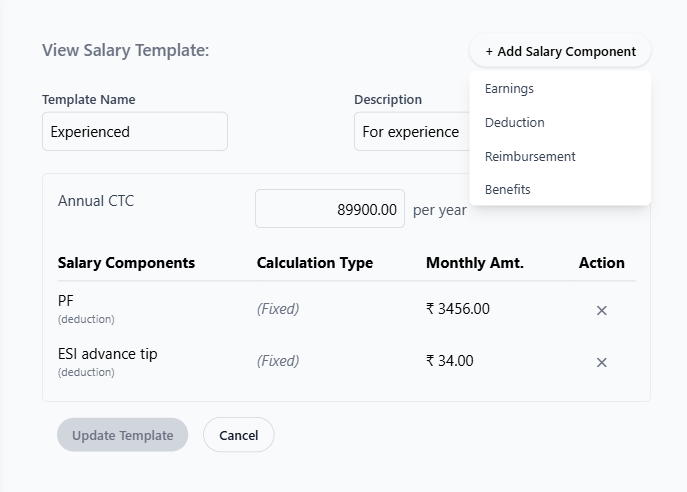 View Salary Template:
+ Add Salary Component
Earnings
Deduction
Reimbursement
Benefits
Template Name
Description
Experienced
For experience
Annual CTC
89900.00 per year
Salary Components Calculation Type Monthly Amt. Action
PF (Fixed) ₹ 3456.00 ×
(deduction)
ESI advance tip (Fixed) ₹ 34.00 ×
(deduction)
Update Template
Cancel